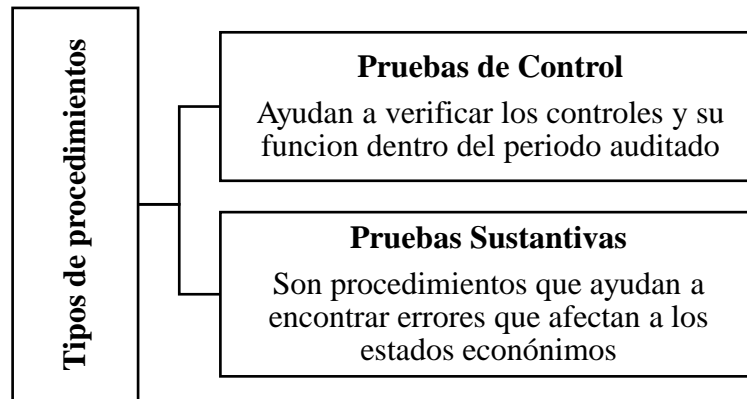 Tipos de procedimientos
Pruebas de Control
Ayudan a verificar los controles y su
funcion dentro del periodo auditado
Pruebas Sustantivas
Son procedimientos que ayudan a
encontrar errores que afectan a los
estados econónimos